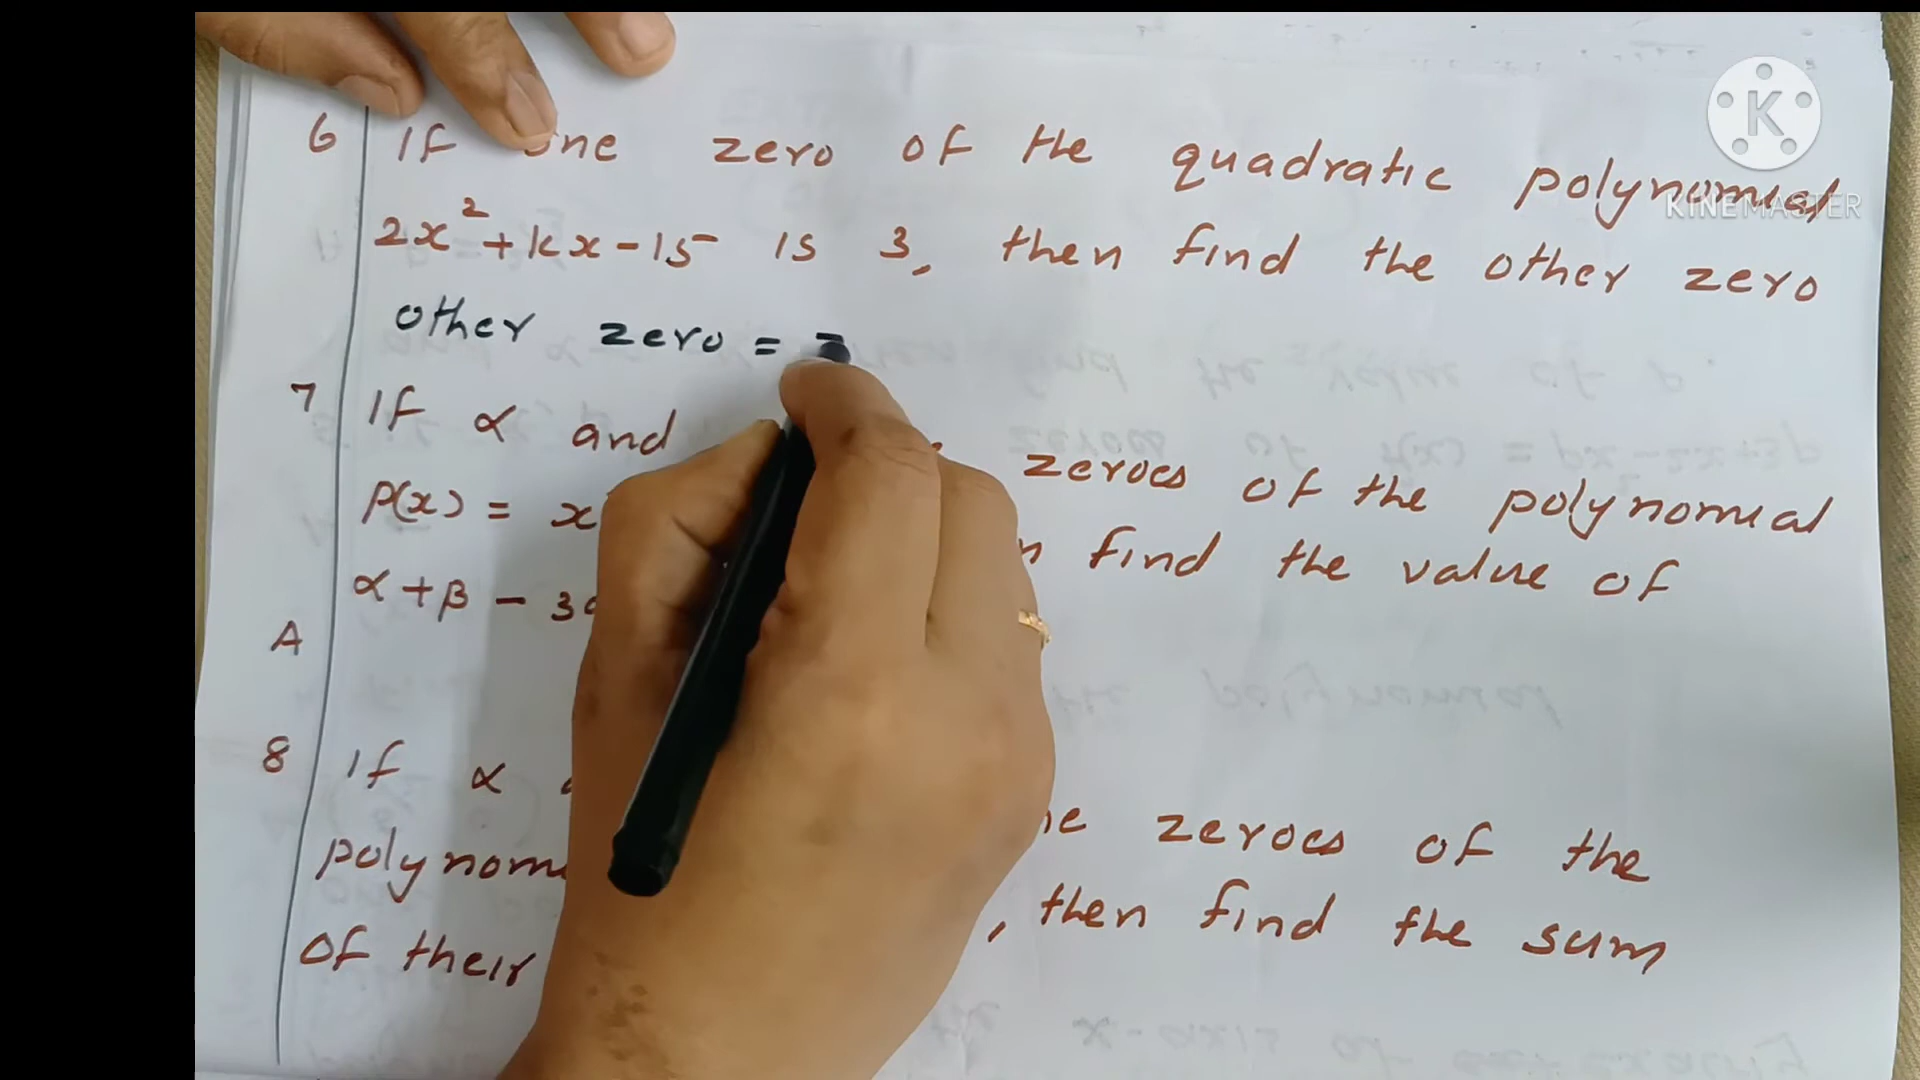 6 If one zero of the quadratic polynomial
2x² + kx - 15 is 3, then find the other zero
other zero =
7 If α and zeroes of the polynomial
p(x) = x find the value of
α + β - 3
A
8 If α zeroes of the
polynom
of their , then find the sum
K
KINEMASTER